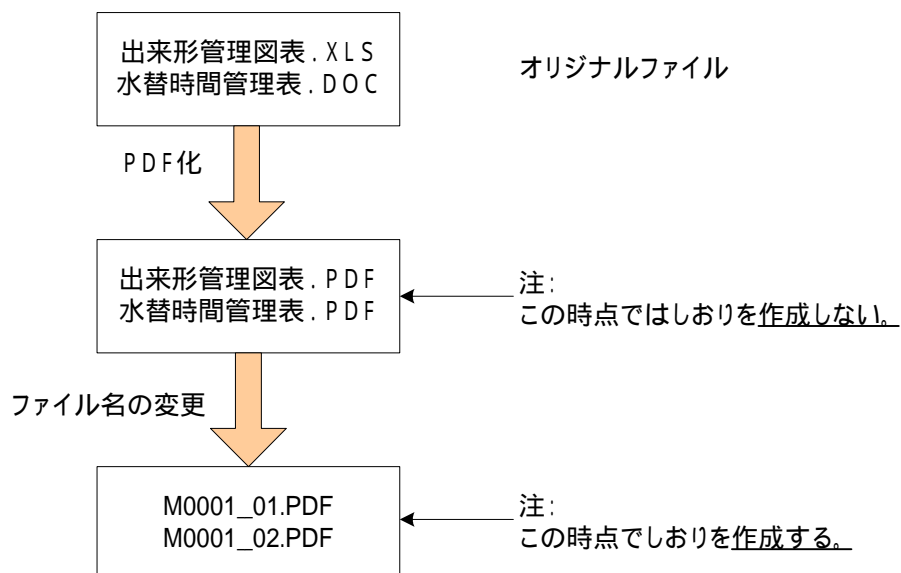 出来形管理図表.XLS
水替時間管理表.DOC
オリジナルファイル
PDF化
出来形管理図表.PDF
水替時間管理表.PDF
注:
この時点ではしおりを作成しない。
ファイル名の変更
M0001_01.PDF
M0001_02.PDF
注:
この時点でしおりを作成する。